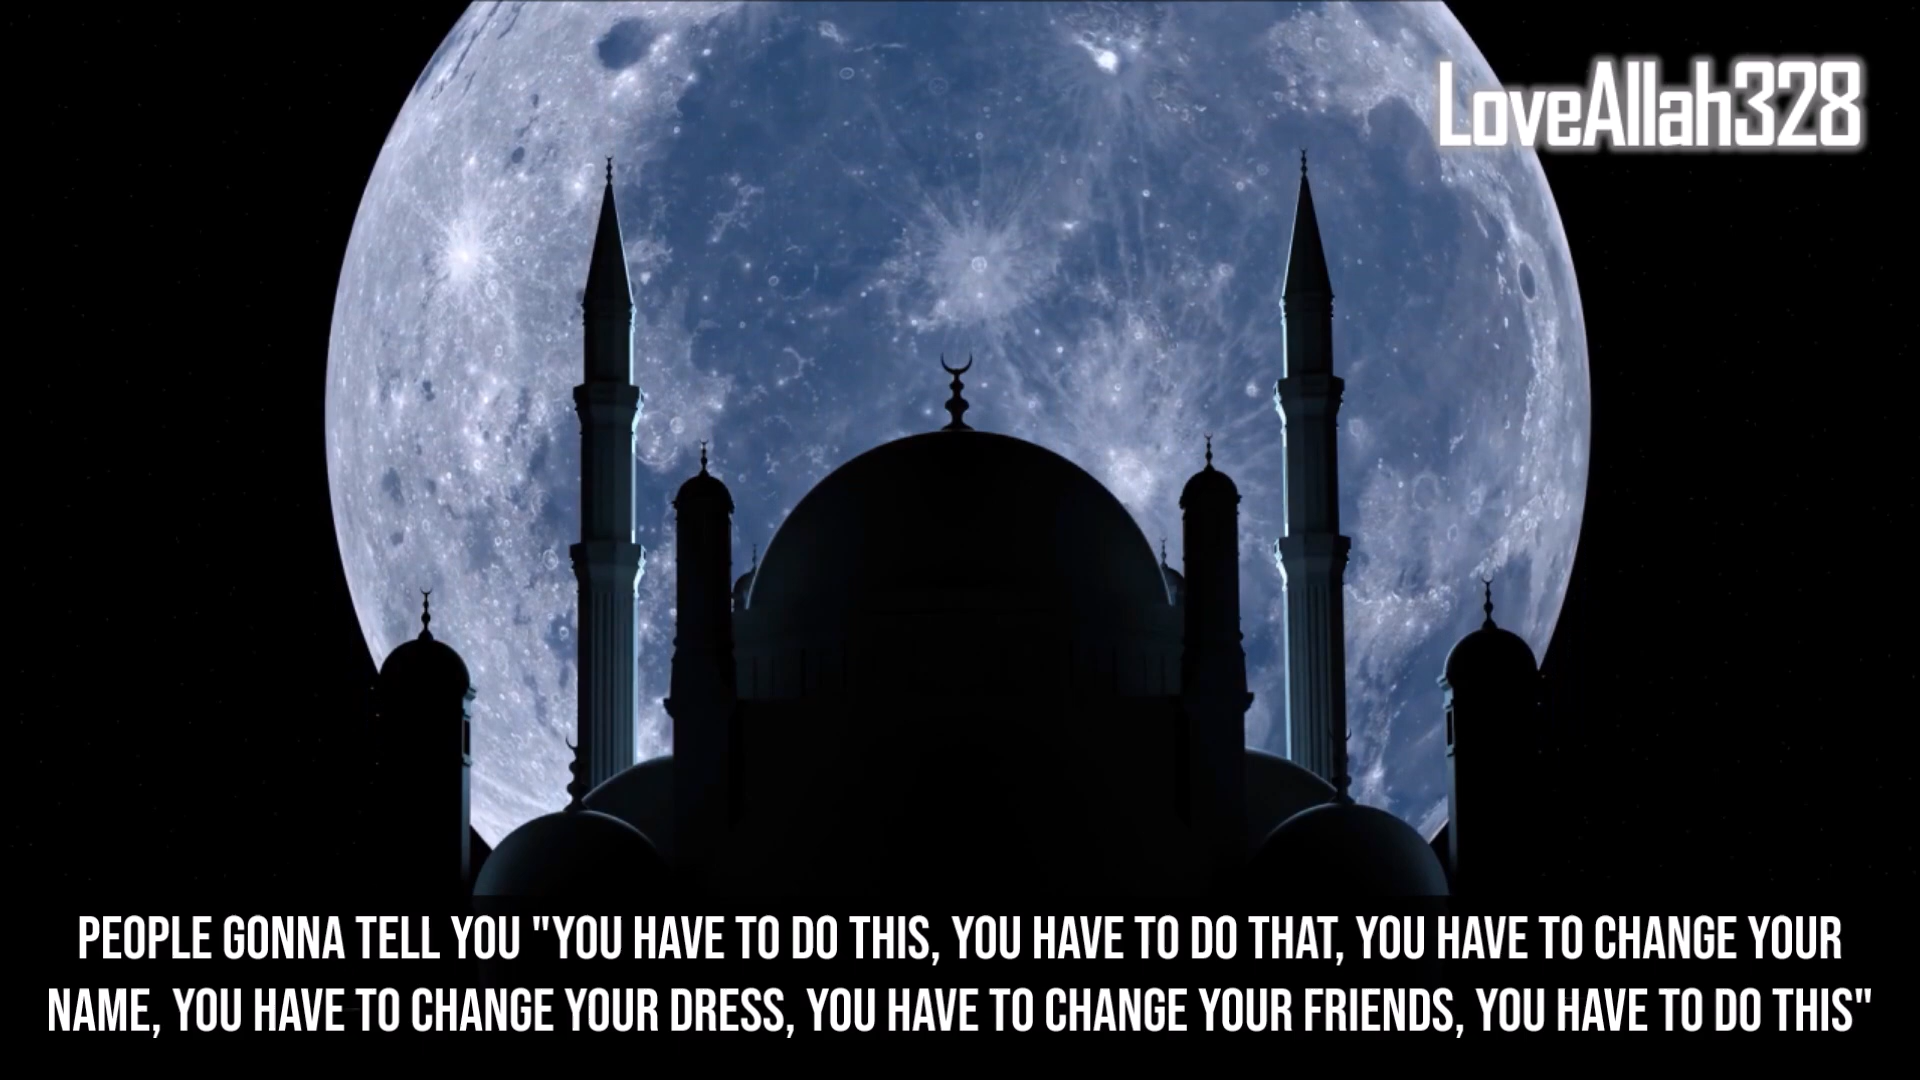 LoveAllah328
PEOPLE GONNA TELL YOU "YOU HAVE TO DO THIS, YOU HAVE TO DO THAT, YOU HAVE TO CHANGE YOUR
NAME, YOU HAVE TO CHANGE YOUR DRESS, YOU HAVE TO CHANGE YOUR FRIENDS, YOU HAVE TO DO THIS"